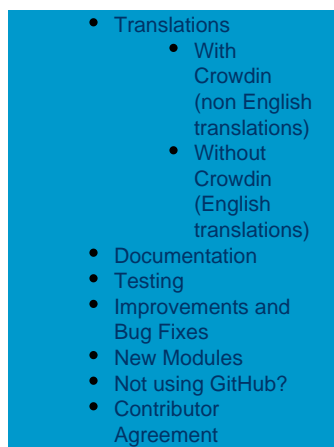 Translations
With
Crowdin
(non English
translations)
Without
Crowdin
(English
translations)
Documentation
Testing
Improvements and
Bug Fixes
New Modules
Not using GitHub?
Contributor
Agreement